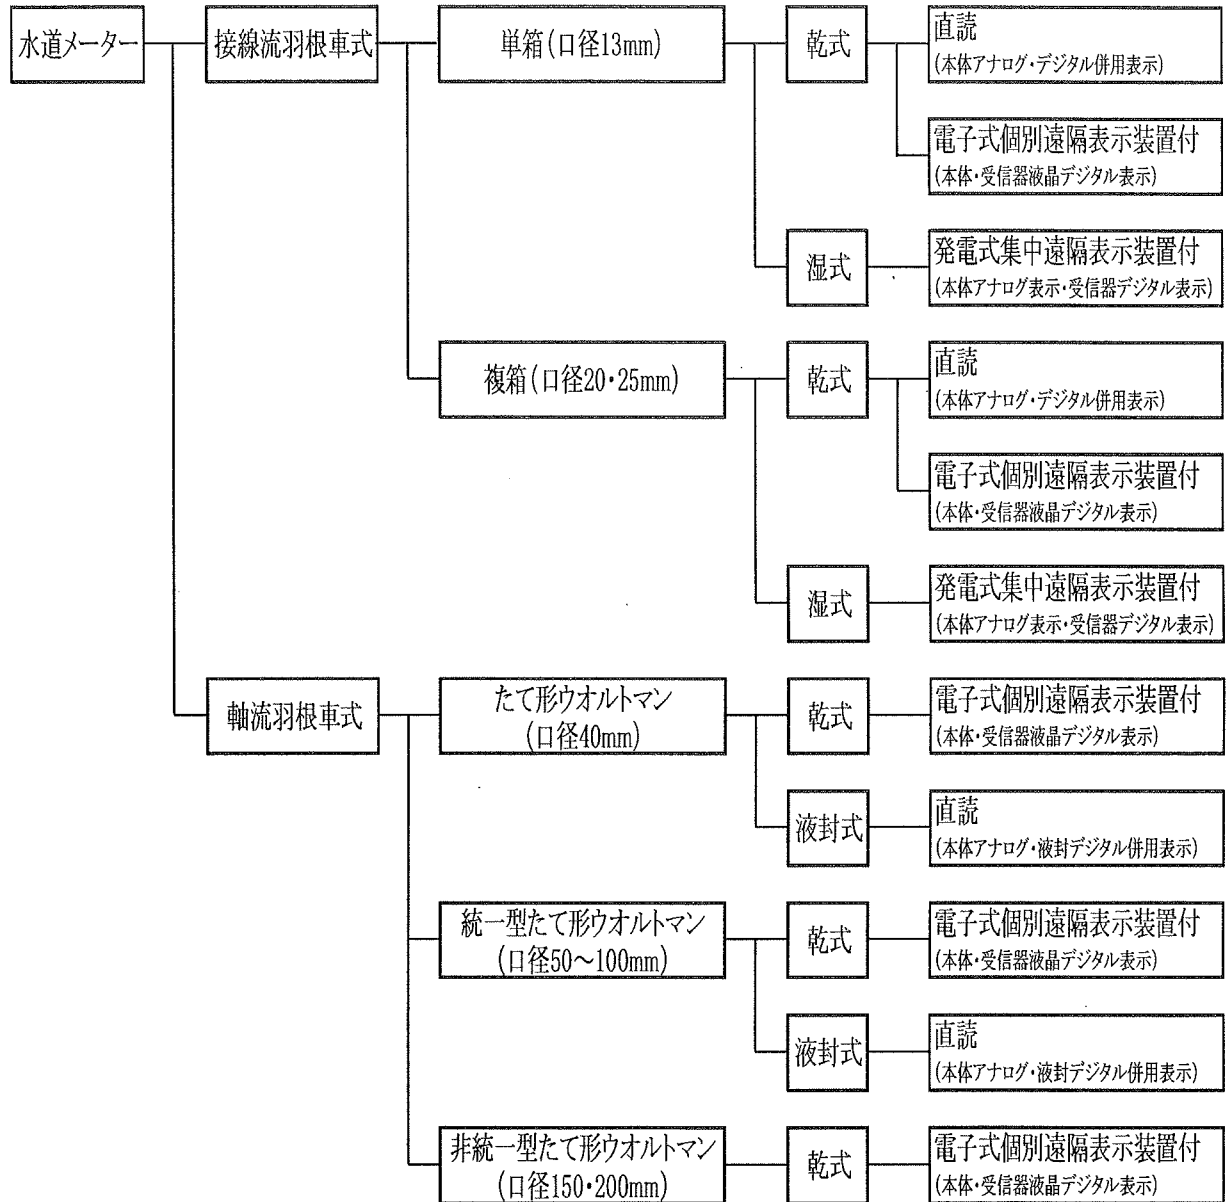 水道メーター
接線流羽根車式
単箱(口径13mm)
乾式
直読
(本体アナログ・デジタル併用表示)
電子式個別遠隔表示装置付
(本体・受信器液晶デジタル表示)
湿式
発電式集中遠隔表示装置付
(本体アナログ表示・受信器デジタル表示)
複箱(口径20・25mm)
乾式
直読
(本体アナログ・デジタル併用表示)
電子式個別遠隔表示装置付
(本体・受信器液晶デジタル表示)
湿式
発電式集中遠隔表示装置付
(本体アナログ表示・受信器デジタル表示)
軸流羽根車式
たて形ウオルトマン
(口径40mm)
乾式
電子式個別遠隔表示装置付
(本体・受信器液晶デジタル表示)
液封式
直読
(本体アナログ・液封デジタル併用表示)
統一型たて形ウオルトマン
(口径50～100mm)
乾式
電子式個別遠隔表示装置付
(本体・受信器液晶デジタル表示)
液封式
直読
(本体アナログ・液封デジタル併用表示)
非統一型たて形ウオルトマン
(口径150・200mm)
乾式
電子式個別遠隔表示装置付
(本体・受信器液晶デジタル表示)